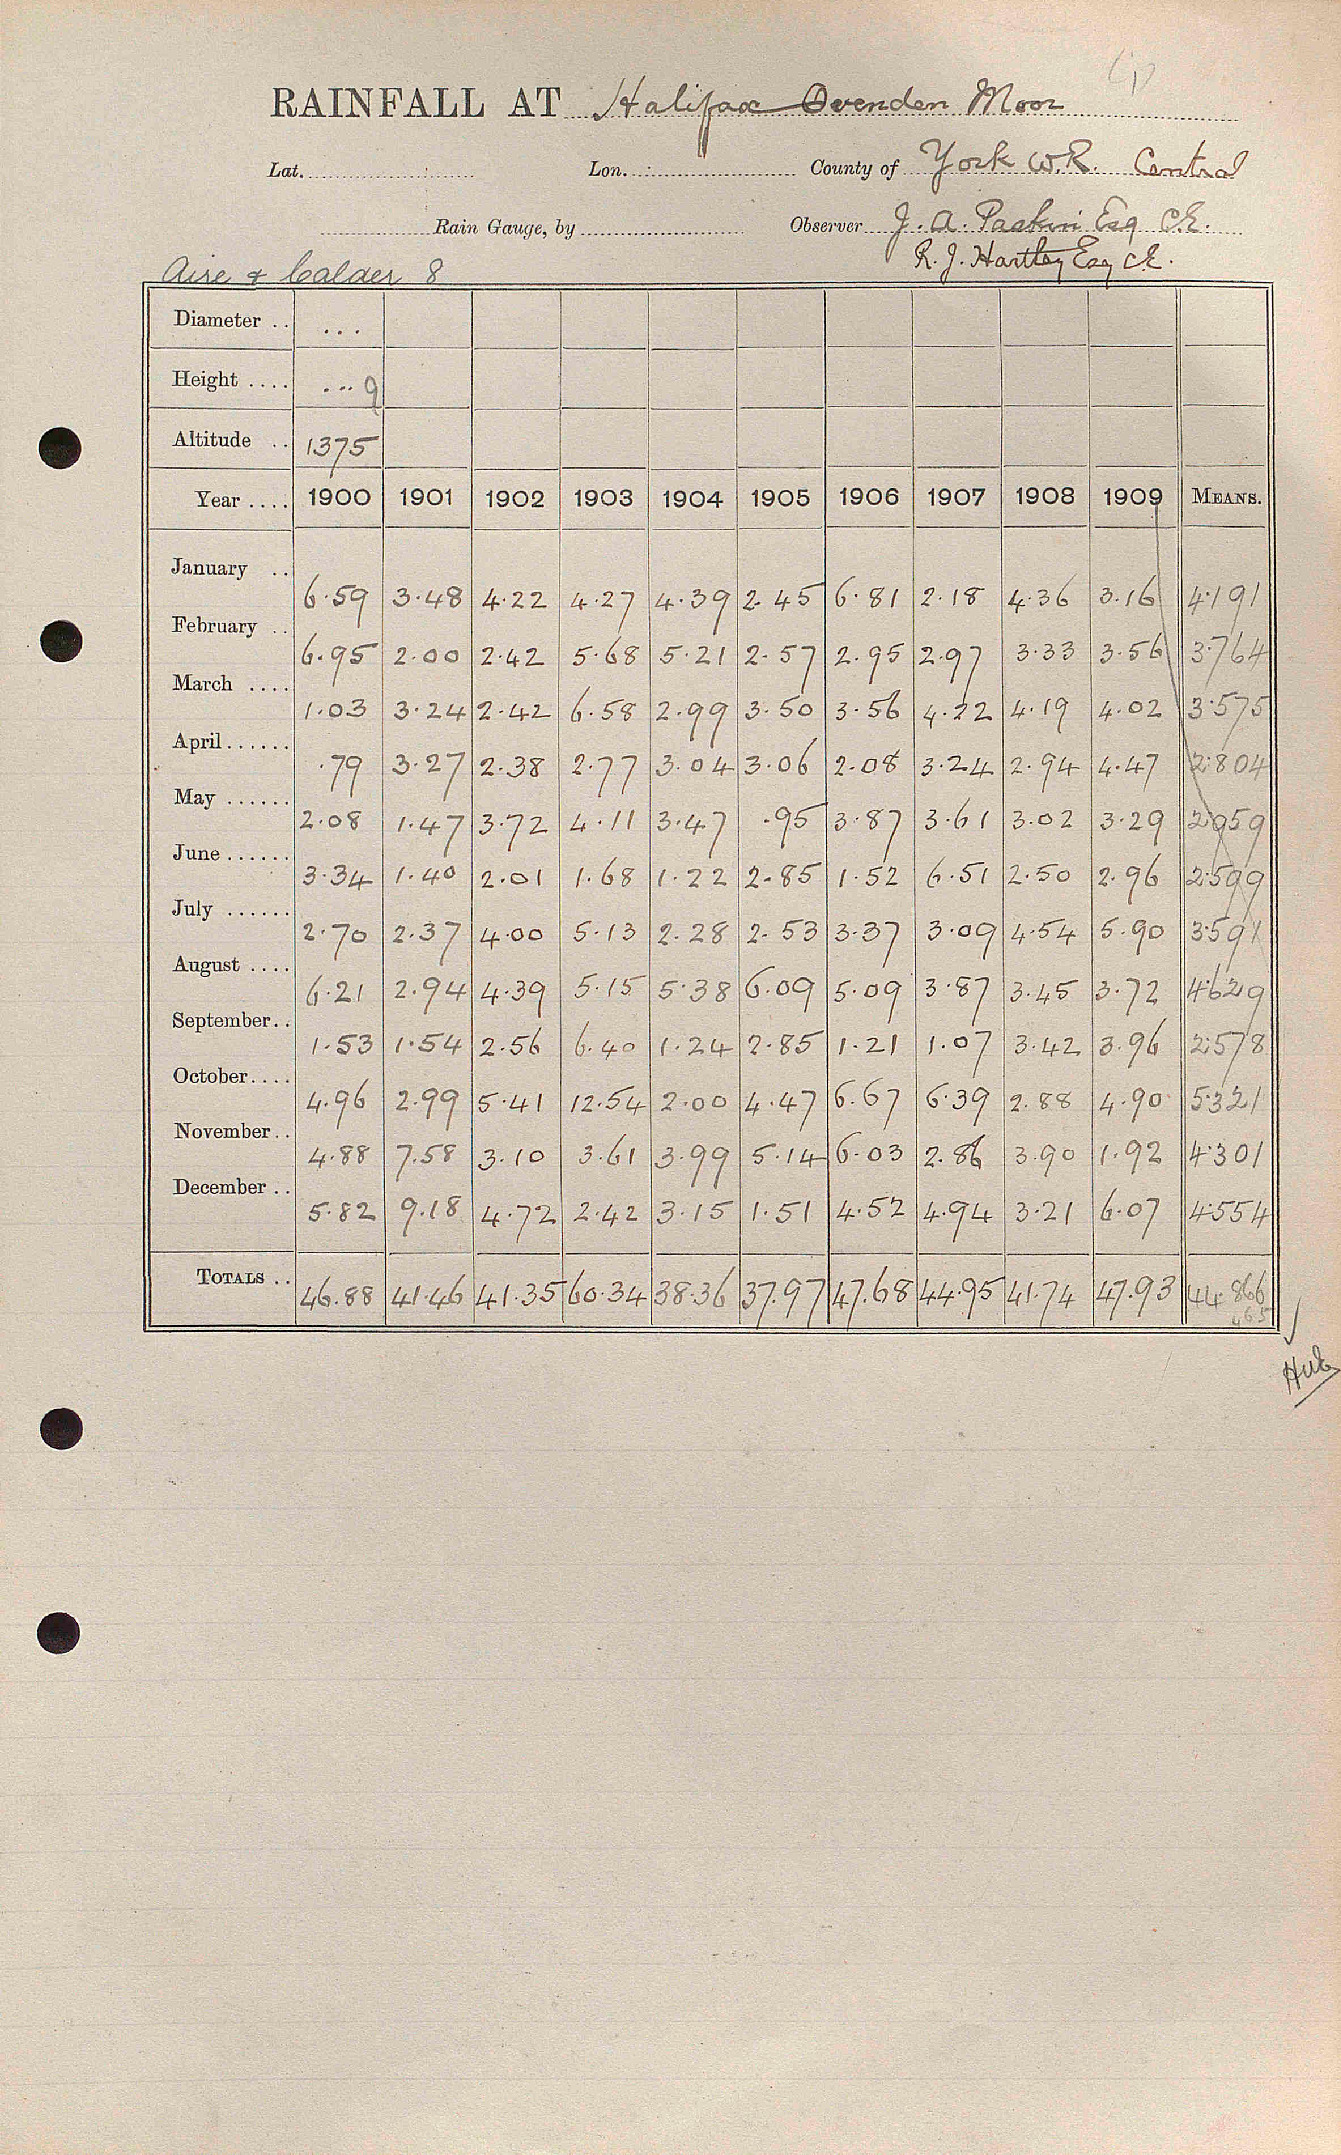 RAINFALL AT Halifax Ovenden Moor
Lat. Lon. County of York W.R. Central
Rain Gauge, by Observer J. A. Paskin Esq C.E.
R. J. Hartley Esq C.E.
Aire & Calder 8
Diameter .. ...
Height .... ... 9
Altitude .. 1375
Year .... 1900 1901 1902 1903 1904 1905 1906 1907 1908 1909 MEANS.
January .. 6.59 3.48 4.22 4.27 4.39 2.45 6.81 2.18 4.36 3.16 4.191
February .. 6.95 2.00 2.42 5.68 5.21 2.57 2.95 2.97 3.33 3.56 3.764
March .... 1.03 3.24 2.42 6.58 2.99 3.50 3.56 4.22 4.19 4.02 3.575
April ...... .79 3.27 2.38 2.77 3.04 3.06 2.08 3.24 2.94 4.47 2.804
May ...... 2.08 1.47 3.72 4.11 3.47 .95 3.87 3.61 3.02 3.29 2.959
June ...... 3.34 1.40 2.01 1.68 1.22 2.85 1.52 6.51 2.50 2.96 2.599
July ...... 2.70 2.37 4.00 5.13 2.28 2.53 3.37 3.09 4.54 5.90 3.591
August .... 6.21 2.94 4.39 5.15 5.38 6.09 5.09 3.87 3.45 3.72 4.629
September.. 1.53 1.54 2.56 6.40 1.24 2.85 1.21 1.07 3.42 3.96 2.578
October.... 4.96 2.99 5.41 12.54 2.00 4.47 6.67 6.39 2.88 4.90 5.321
November.. 4.88 7.58 3.10 3.61 3.99 5.14 6.03 2.86 3.90 1.92 4.301
December .. 5.82 9.18 4.72 2.42 3.15 1.51 4.52 4.94 3.21 6.07 4.554
TOTALS .. 46.88 41.46 41.35 60.34 38.36 37.97 47.68 44.95 41.74 47.93 44.866
465